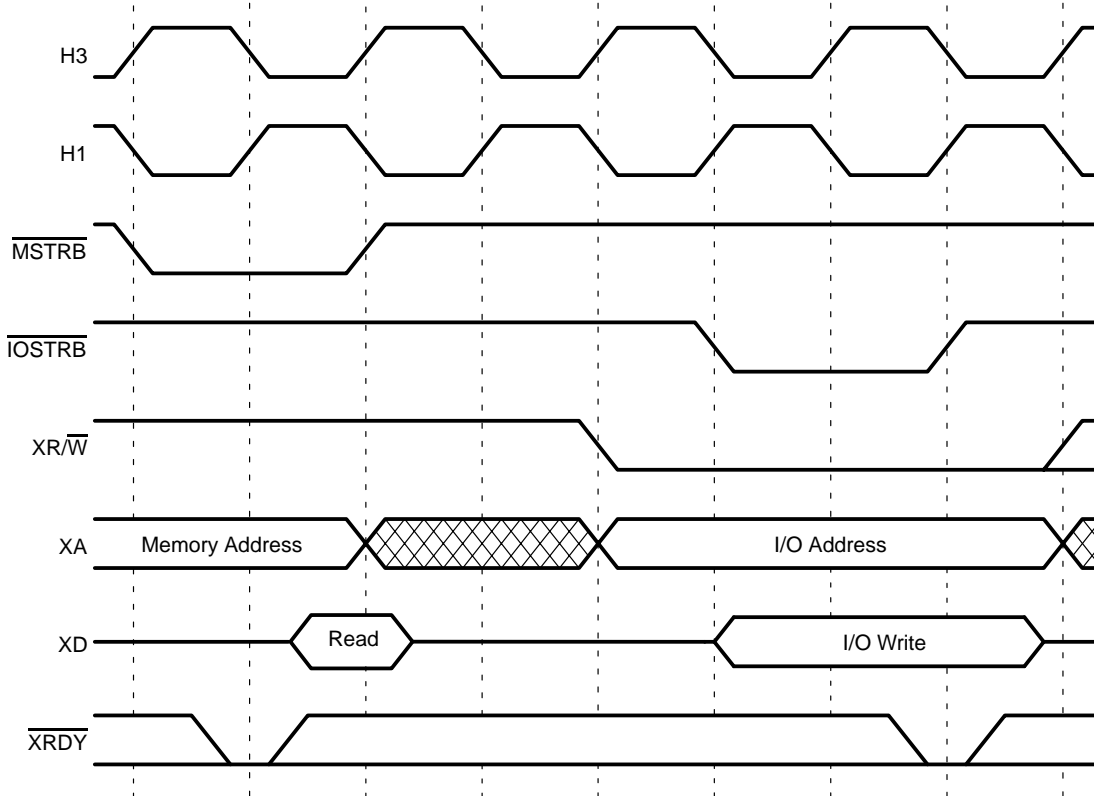 H3
H1
MSTRB
IOSTRB
XR/W
XA Memory Address I/O Address
XD Read I/O Write
XRDY